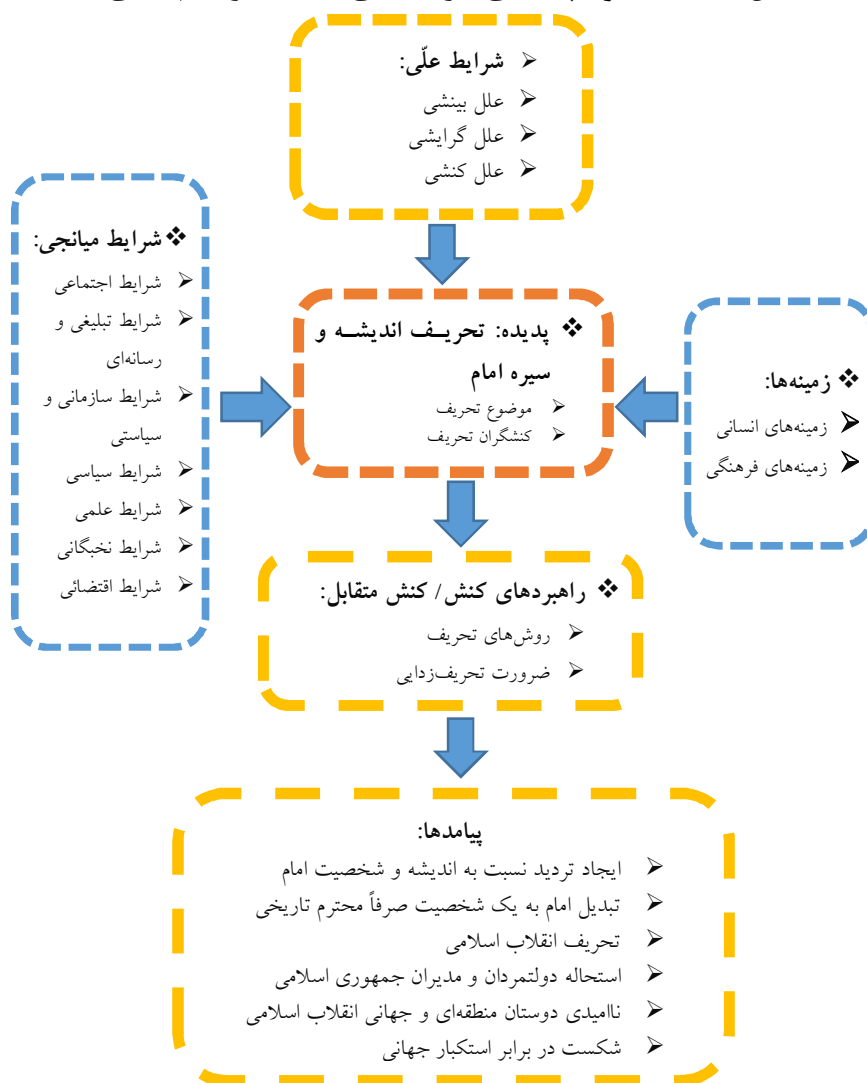 ➤ شرایط علّی:
➤ علل بینشی
➤ علل گرایشی
➤ علل کنشی
❖ شرایط میانجی:
➤ شرایط اجتماعی
➤ شرایط تبلیغی و
رسانه‌ای
➤ شرایط سازمانی و
سیاستی
➤ شرایط سیاسی
➤ شرایط علمی
➤ شرایط نخبگانی
➤ شرایط اقتضائی
❖ پدیده: تحریف اندیشه و
سیره امام
➤ موضوع تحریف
➤ کنشگران تحریف
❖ زمینه‌ها:
➤ زمینه‌های انسانی
➤ زمینه‌های فرهنگی
❖ راهبردهای کنش/ کنش متقابل:
➤ روش‌های تحریف
➤ ضرورت تحریف‌زدایی
پیامدها:
➤ ایجاد تردید نسبت به اندیشه و شخصیت امام
➤ تبدیل امام به یک شخصیت صرفاً محترم تاریخی
➤ تحریف انقلاب اسلامی
➤ استحاله دولتمردان و مدیران جمهوری اسلامی
➤ ناامیدی دوستان منطقه‌ای و جهانی انقلاب اسلامی
➤ شکست در برابر استکبار جهانی